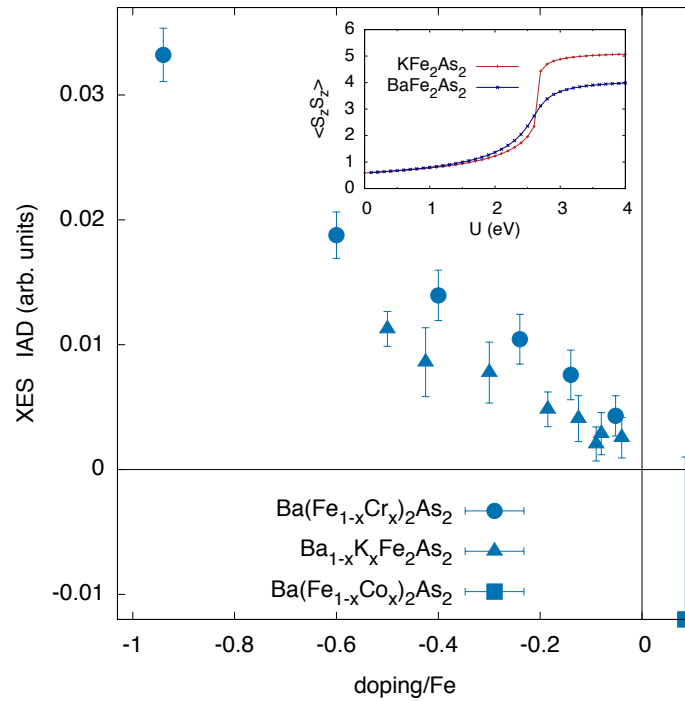 0.03
0.02
0.01
0
-0.01
XES IAD (arb. units)
-1
-0.8
-0.6
-0.4
-0.2
0
doping/Fe
Ba(Fe₁₋ₓCrₓ)₂As₂
Ba₁₋ₓKₓFe₂As₂
Ba(Fe₁₋ₓCoₓ)₂As₂
6
5
4
3
2
1
0
<S_zS_z>
KFe₂As₂
BaFe₂As₂
0
1
2
3
4
U (eV)